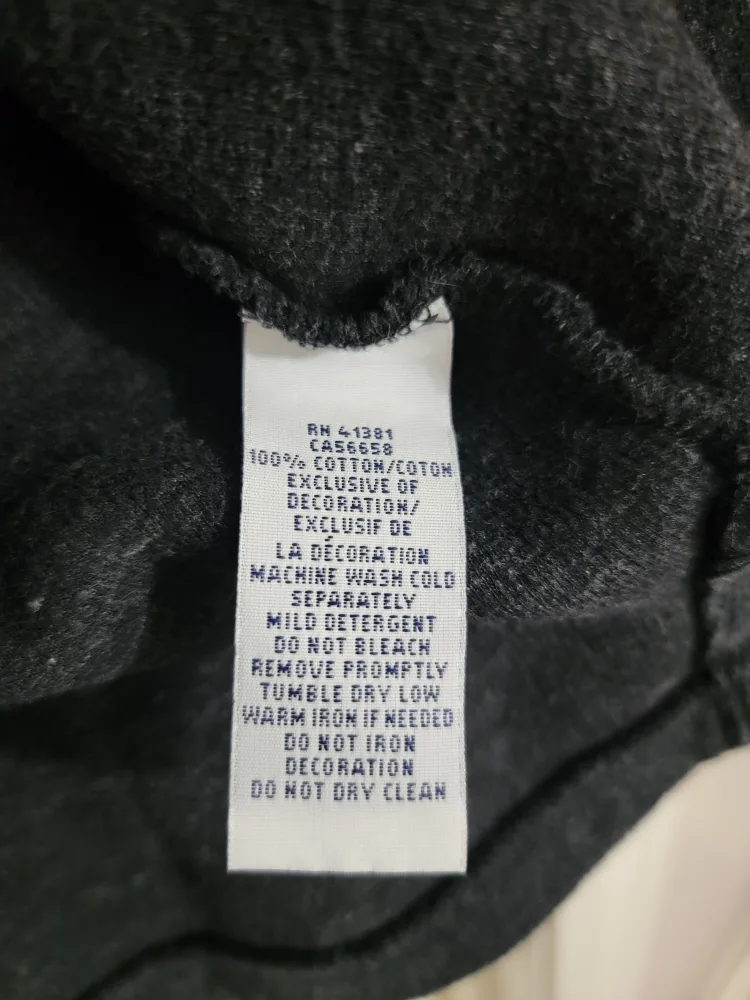 RN 41381
CA56658
100% COTTON/COTON
EXCLUSIVE OF
DECORATION/
EXCLUSIF DE
LA DÉCORATION
MACHINE WASH COLD
SEPARATELY
MILD DETERGENT
DO NOT BLEACH
REMOVE PROMPTLY
TUMBLE DRY LOW
WARM IRON IF NEEDED
DO NOT IRON
DECORATION
DO NOT DRY CLEAN